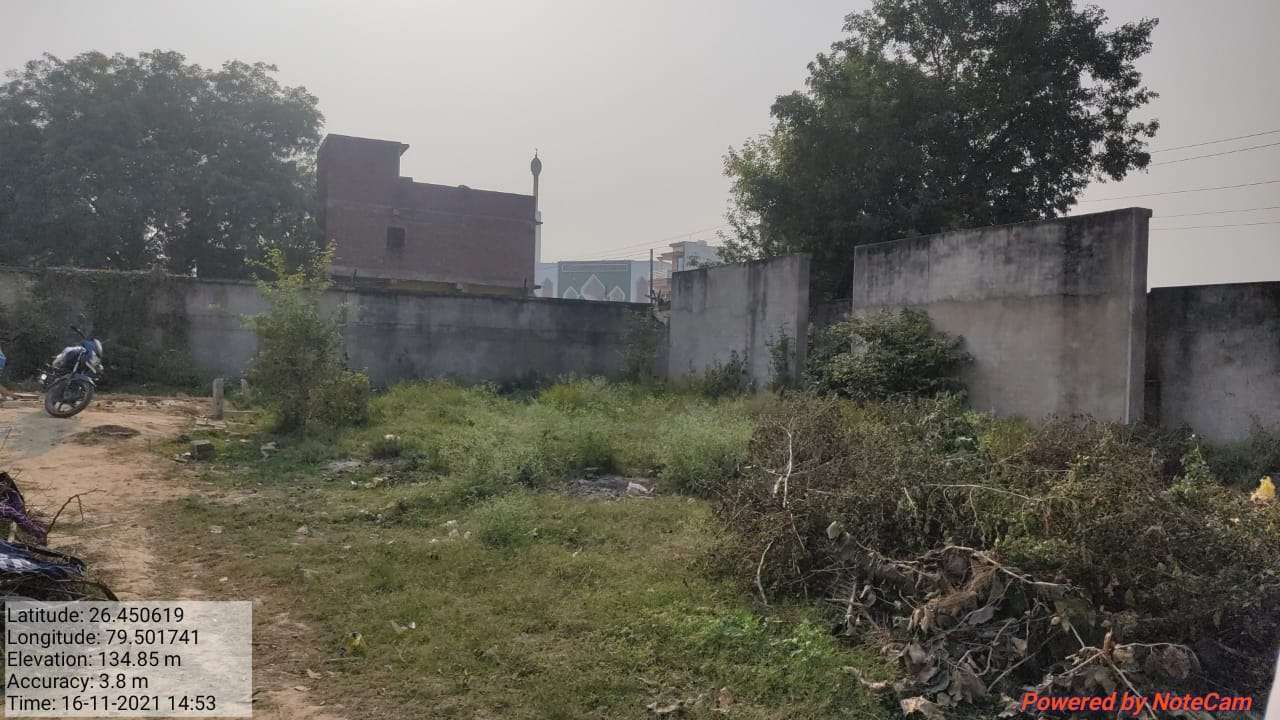 Latitude: 26.450619
Longitude: 79.501741
Elevation: 134.85 m
Accuracy: 3.8 m
Time: 16-11-2021 14:53
Powered by NoteCam